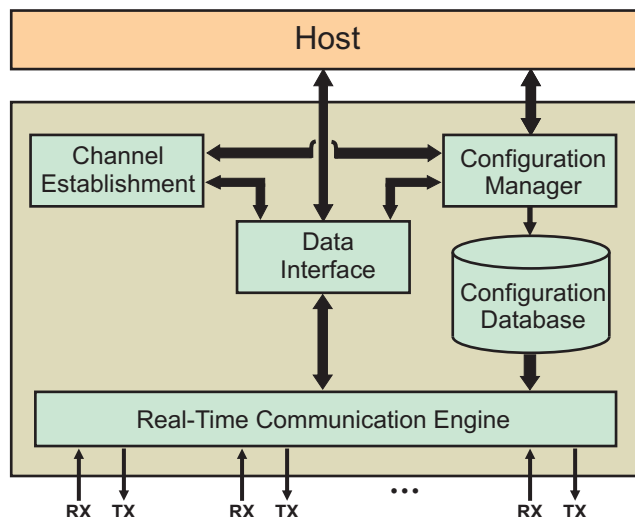 Host
Channel
Establishment
Configuration
Manager
Data
Interface
Configuration
Database
Real-Time Communication Engine
...
RX TX RX TX RX TX